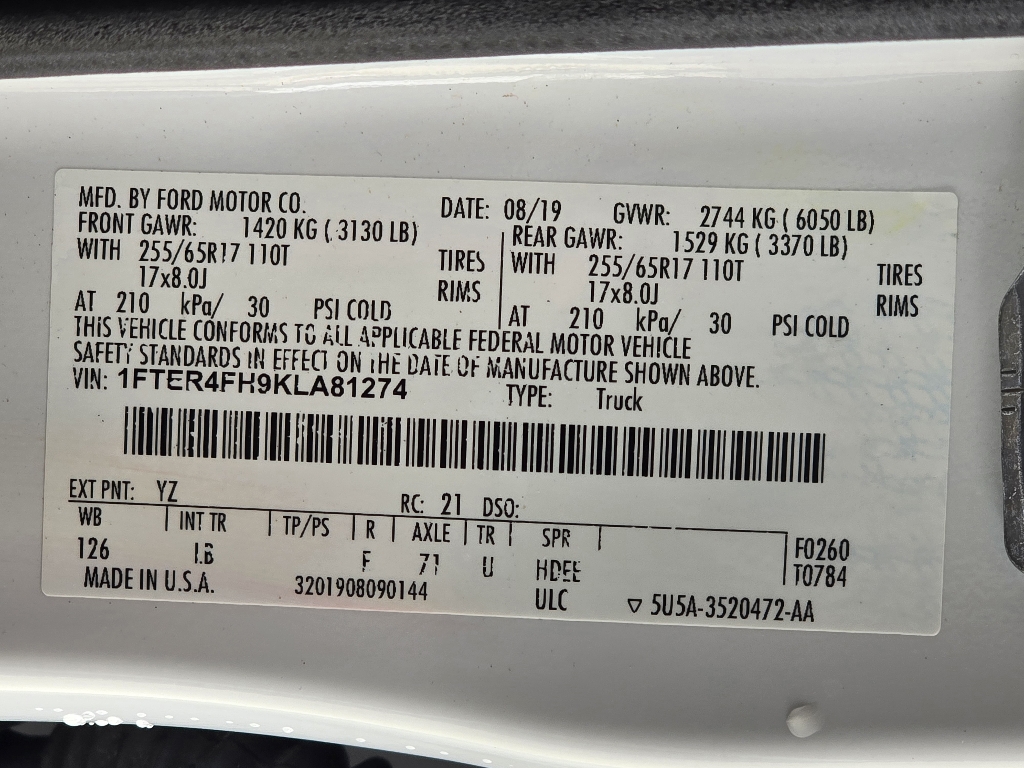 MFD. BY FORD MOTOR CO. DATE: 08/19 GVWR: 2744 KG ( 6050 LB)
FRONT GAWR: 1420 KG ( 3130 LB) REAR GAWR: 1529 KG ( 3370 LB)
WITH 255/65R17 110T TIRES WITH 255/65R17 110T TIRES
17x8.0J RIMS 17x8.0J RIMS
AT 210 kPa/ 30 PSI COLD AT 210 kPa/ 30 PSI COLD
THIS VEHICLE CONFORMS TO ALL APPLICABLE FEDERAL MOTOR VEHICLE
SAFETY STANDARDS IN EFFECT ON THE DATE OF MANUFACTURE SHOWN ABOVE.
VIN: 1FTER4FH9KLA81274 TYPE: Truck
EXT PNT: YZ RC: 21 DSO:
WB INT TR TP/PS R AXLE TR SPR F0260
126 LB F 71 U HDEE T0784
MADE IN U.S.A. 3201908090144 ULC ▽ 5U5A-3520472-AA